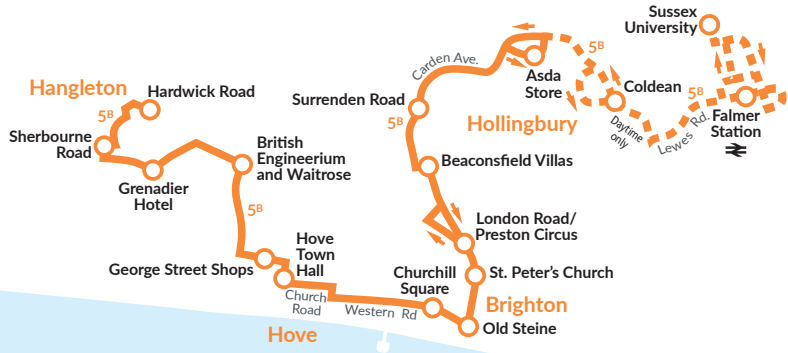 Sussex
University
5B
Carden Ave.
Hangleton
Hardwick Road
5B
Asda
Store
Coldean
5B
Surrenden Road
5B
Hollingbury
Daytime
only
Lewes Rd.
Falmer
Station
Sherbourne
Road
British
Engineerium
and Waitrose
Beaconsfield Villas
Grenadier
Hotel
5B
London Road/
Preston Circus
Hove
Town
Hall
George Street Shops
Churchill
Square
St. Peter's Church
Church
Road
Western Rd
Brighton
Hove
Old Steine